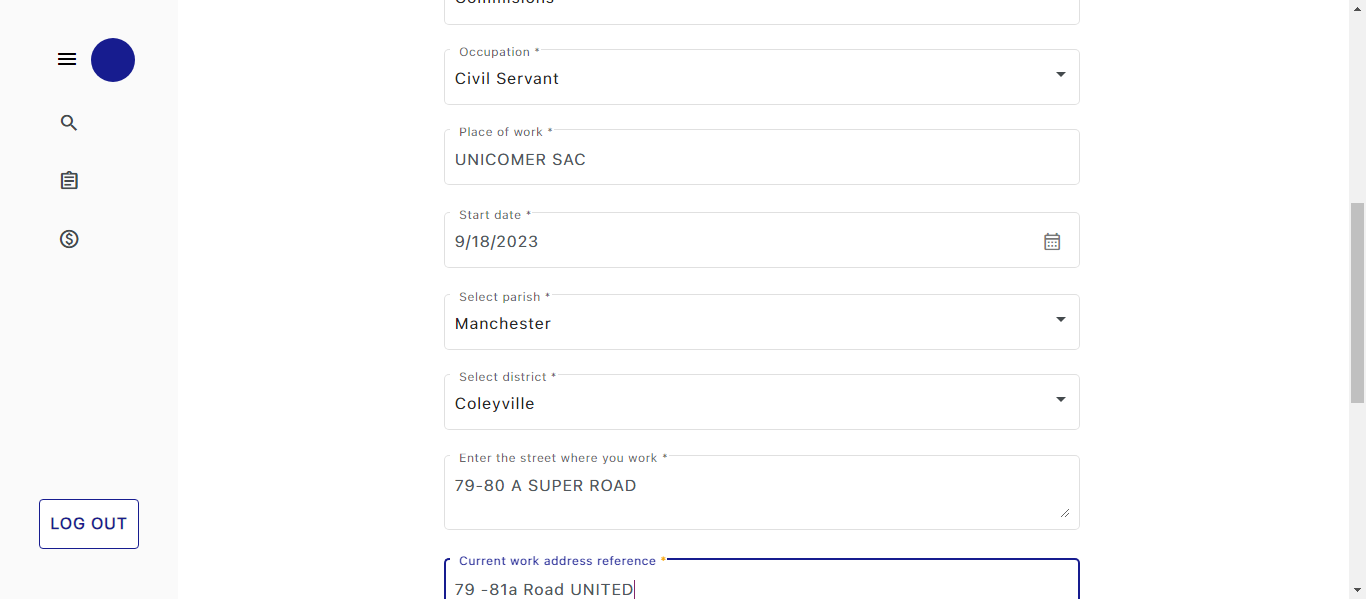 Commisions
Occupation *
Civil Servant
Place of work *
UNICOMER SAC
Start date *
9/18/2023
Select parish *
Manchester
Select district *
Coleyville
Enter the street where you work *
79-80 A SUPER ROAD
Current work address reference *
79 -81a Road UNITED
LOG OUT